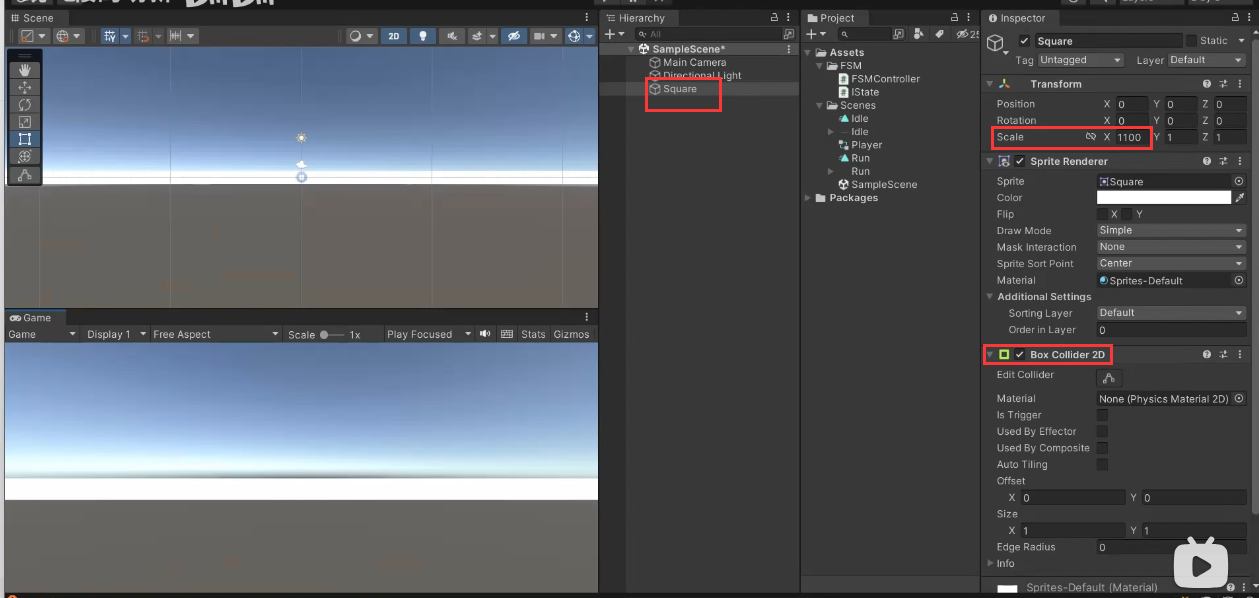 Scene
2D
Game
Game
Display 1
Free Aspect
Scale
1x
Play Focused
Stats
Gizmos
Hierarchy
All
SampleScene*
Main Camera
Directional Light
Square
Project
25
Assets
FSM
FSMController
IState
Scenes
Idle
Idle
Player
Run
Run
SampleScene
Packages
Inspector
Square
Static
Tag Untagged Layer Default
Transform
Position X 0 Y 0 Z 0
Rotation X 0 Y 0 Z 0
Scale X 1100 Y 1 Z 1
Sprite Renderer
Sprite Square
Color
Flip X Y
Draw Mode Simple
Mask Interaction None
Sprite Sort Point Center
Material Sprites-Default
Additional Settings
Sorting Layer Default
Order in Layer 0
Box Collider 2D
Edit Collider
Material None (Physics Material 2D)
Is Trigger
Used By Effector
Used By Composite
Auto Tiling
Offset
X 0 Y 0
Size
X 1 Y 1
Edge Radius 0
Info
Sprites-Default (Material)